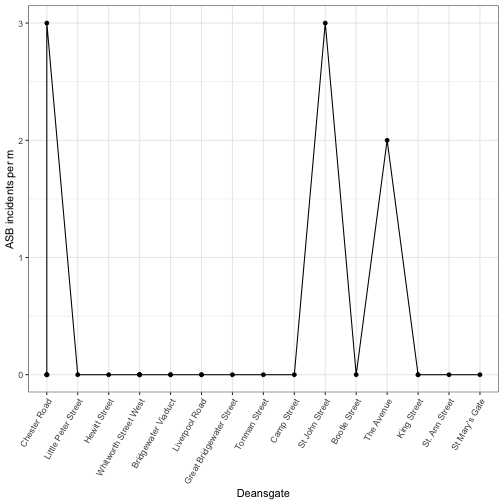 3
2
1
0
ASB incidents per m
Chester Road
Little Peter Street
Hewitt Street
Whitworth Street West
Bridgewater Viaduct
Liverpool Road
Great Bridgewater Street
Tonman Street
Camp Street
St John Street
Bootle Street
The Avenue
King Street
St. Ann Street
St Mary's Gate
Deansgate